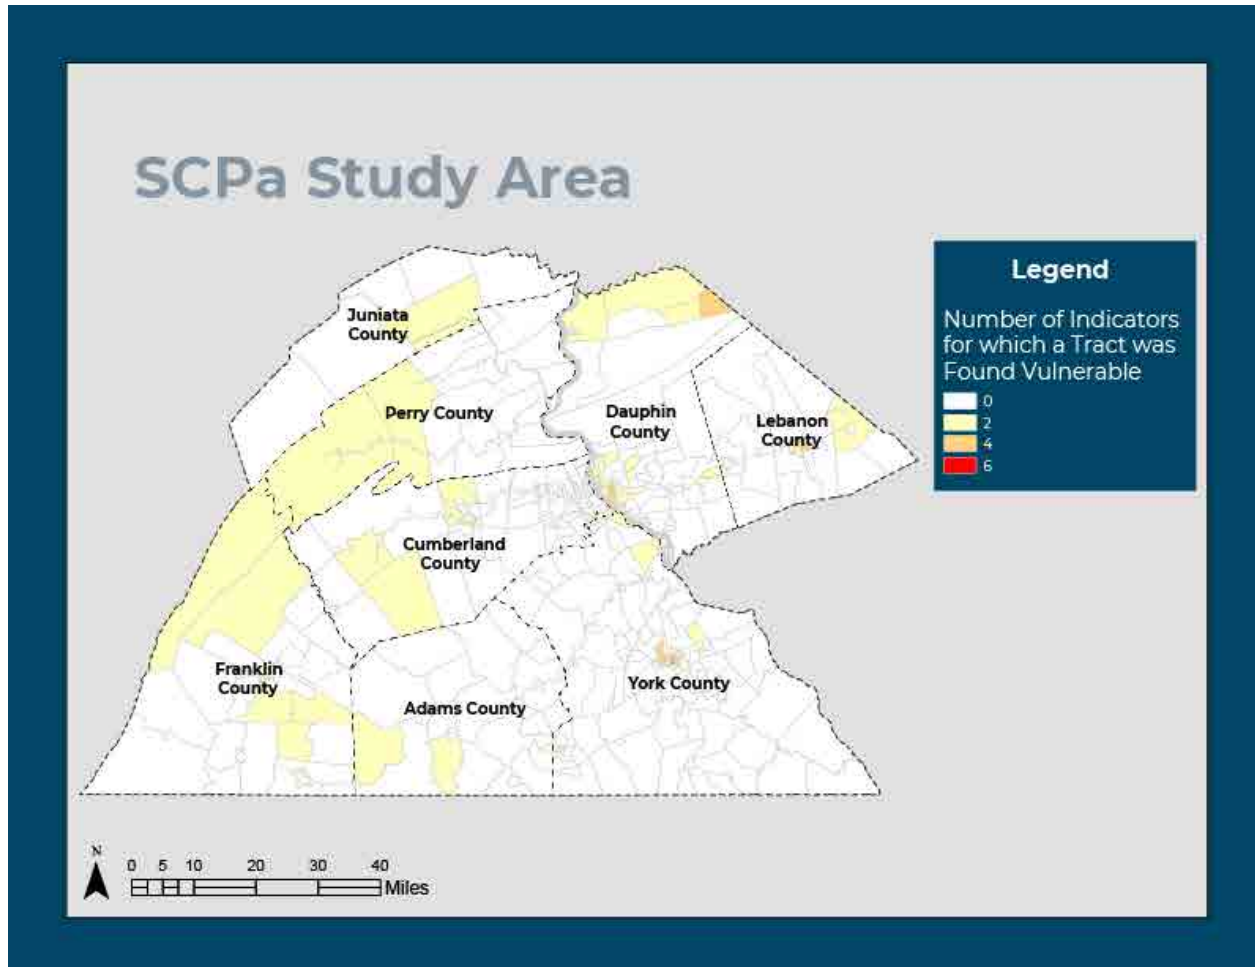 SCPa Study Area
Legend
Number of Indicators
for which a Tract was
Found Vulnerable
0
2
4
6
Juniata
County
Perry County
Dauphin
County
Lebanon
County
Cumberland
County
Franklin
County
Adams County
York County
N
0 5 10 20 30 40
Miles